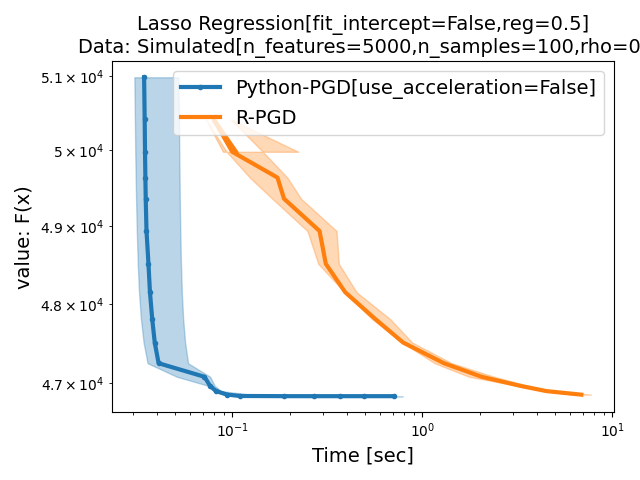 Lasso Regression[fit_intercept=False,reg=0.5]
Data: Simulated[n_features=5000,n_samples=100,rho=0
Python-PGD[use_acceleration=False]
R-PGD
value: F(x)
5.1 × 10⁴
5 × 10⁴
4.9 × 10⁴
4.8 × 10⁴
4.7 × 10⁴
10⁻¹
10⁰
10¹
Time [sec]